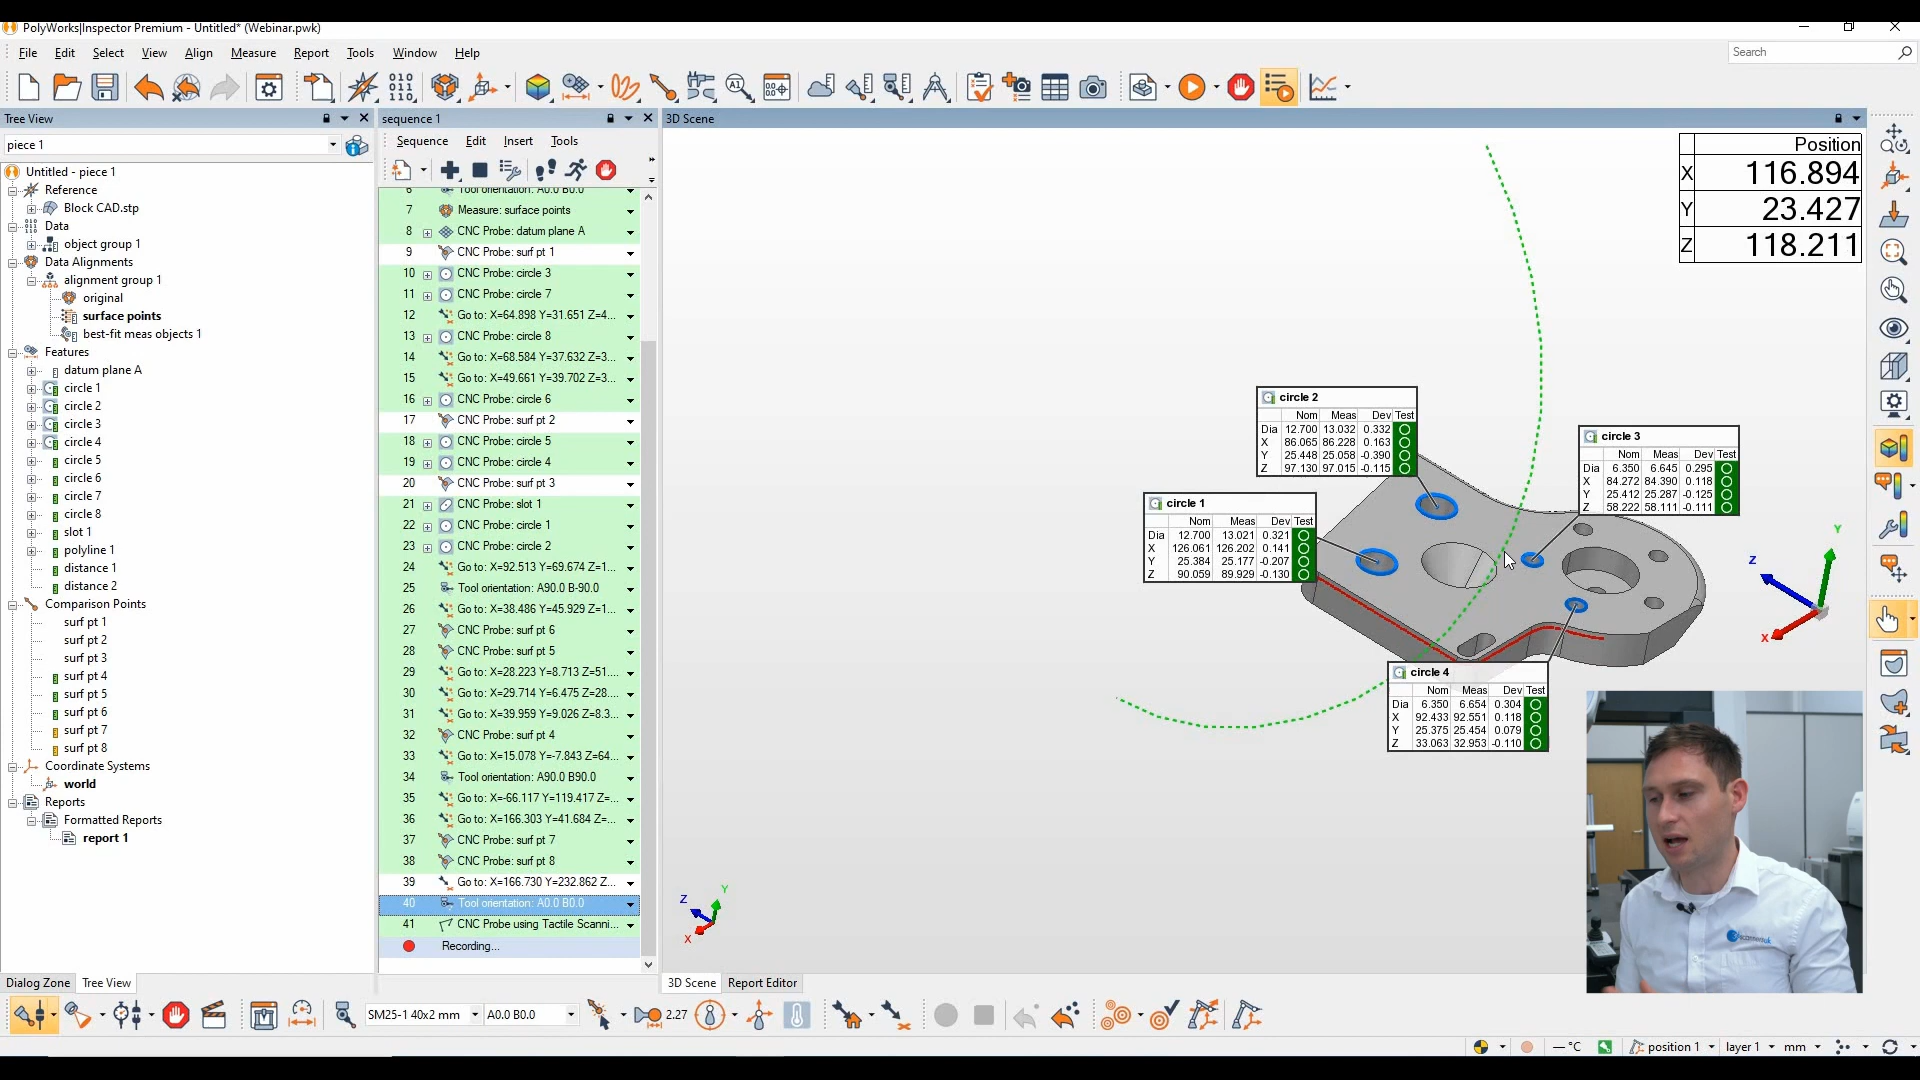 PolyWorks|Inspector Premium - Untitled* (Webinar.pwk)
File Edit Select View Align Measure Report Tools Window Help
Search
Tree View
piece 1
Untitled - piece 1
Reference
Block CAD.stp
Data
object group 1
Data Alignments
alignment group 1
original
surface points
best-fit meas objects 1
Features
datum plane A
circle 1
circle 2
circle 3
circle 4
circle 5
circle 6
circle 7
circle 8
slot 1
polyline 1
distance 1
distance 2
Comparison Points
surf pt 1
surf pt 2
surf pt 3
surf pt 4
surf pt 5
surf pt 6
surf pt 7
surf pt 8
Coordinate Systems
world
Reports
Formatted Reports
report 1
Dialog Zone Tree View
sequence 1
Sequence Edit Insert Tools
6 Tool orientation: A0.0 B0.0
7 Measure: surface points
8 CNC Probe: datum plane A
9 CNC Probe: surf pt 1
10 CNC Probe: circle 3
11 CNC Probe: circle 7
12 Go to: X=64.898 Y=31.651 Z=4...
13 CNC Probe: circle 8
14 Go to: X=68.584 Y=37.632 Z=3...
15 Go to: X=49.661 Y=39.702 Z=3...
16 CNC Probe: circle 6
17 CNC Probe: surf pt 2
18 CNC Probe: circle 5
19 CNC Probe: circle 4
20 CNC Probe: surf pt 3
21 CNC Probe: slot 1
22 CNC Probe: circle 1
23 CNC Probe: circle 2
24 Go to: X=92.513 Y=69.674 Z=1...
25 Tool orientation: A90.0 B-90.0
26 Go to: X=38.486 Y=45.929 Z=1...
27 CNC Probe: surf pt 6
28 CNC Probe: surf pt 5
29 Go to: X=28.223 Y=8.713 Z=51....
30 Go to: X=29.714 Y=6.475 Z=28....
31 Go to: X=39.959 Y=9.026 Z=8.3...
32 CNC Probe: surf pt 4
33 Go to: X=15.078 Y=-7.843 Z=64...
34 Tool orientation: A90.0 B90.0
35 Go to: X=-66.117 Y=119.417 Z=...
36 Go to: X=166.303 Y=41.684 Z=...
37 CNC Probe: surf pt 7
38 CNC Probe: surf pt 8
39 Go to: X=166.730 Y=232.862 Z...
40 Tool orientation: A0.0 B0.0
41 CNC Probe using Tactile Scanni...
Recording...
3D Scene
Position
X 116.894
Y 23.427
Z 118.211
circle 2
Nom Meas Dev Test
Dia 12.700 13.032 0.332
X 86.065 86.228 0.163
Y 25.448 25.058 -0.390
Z 97.130 97.015 -0.115
circle 3
Nom Meas Dev Test
Dia 6.350 6.645 0.295
X 84.272 84.390 0.118
Y 25.412 25.287 -0.125
Z 58.222 58.111 -0.111
circle 1
Nom Meas Dev Test
Dia 12.700 13.021 0.321
X 126.061 126.202 0.141
Y 25.384 25.177 -0.207
Z 90.059 89.929 -0.130
circle 4
Nom Meas Dev Test
Dia 6.350 6.654 0.304
X 92.433 92.551 0.118
Y 25.375 25.454 0.079
Z 33.063 32.953 -0.110
Z Y X
Z Y X
3D Scene Report Editor
SM25-1 40x2 mm A0.0 B0.0 2.27
— °C position 1 layer 1 mm